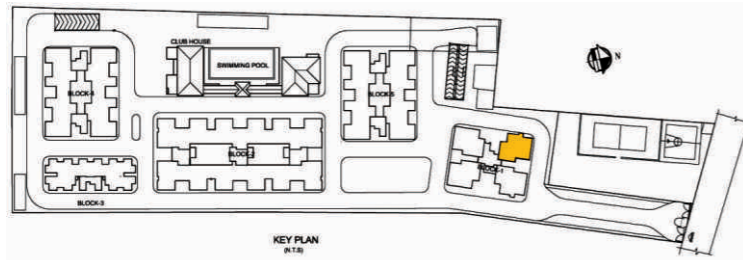 CLUB HOUSE
SWIMMING POOL
N
BLOCK-4
BLOCK-5
BLOCK-2
BLOCK-1
BLOCK-3
KEY PLAN
(N.T.S)